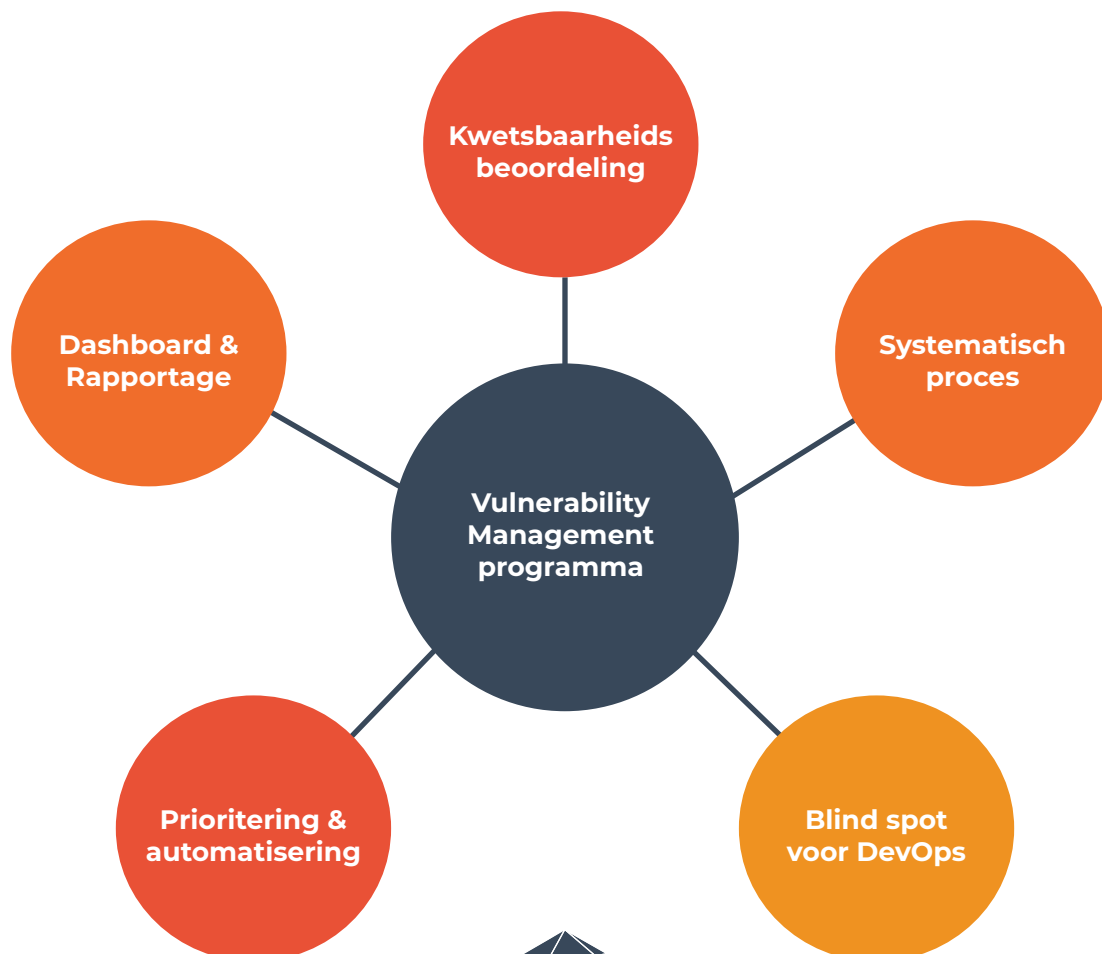 Kwetsbaarheids
beoordeling
Dashboard &
Rapportage
Systematisch
proces
Vulnerability
Management
programma
Prioritering &
automatisering
Blind spot
voor DevOps